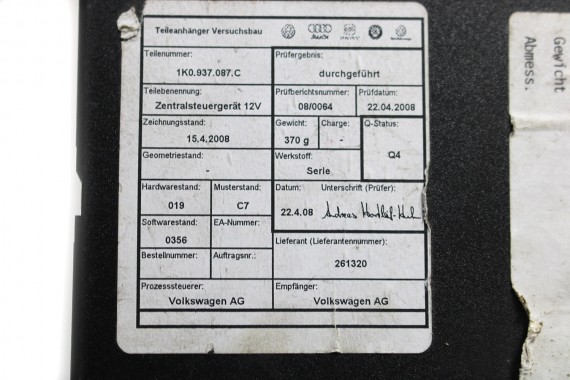 Teileanhänger Versuchsbau
Teilenummer: Prüfergebnis:
1K0.937.087.C durchgeführt
Teilebenennung: Prüfberichtsnummer: Prüfdatum:
Zentralsteuergerät 12V 08/0064 22.04.2008
Zeichnungsstand: Gewicht: Charge: Q-Status:
15.4.2008 370 g -
Geometriestand: Werkstoff: Q4
- Serie
Hardwarestand: Musterstand: Datum: Unterschrift (Prüfer):
019 C7 22.4.08 Andreas
Softwarestand: EA-Nummer: Lieferant (Lieferantennummer):
0356
Bestellnummer: Auftragsnr.: 261320
Prozesssteuerer: Empfänger:
Volkswagen AG Volkswagen AG
Gewicht
Abmess.